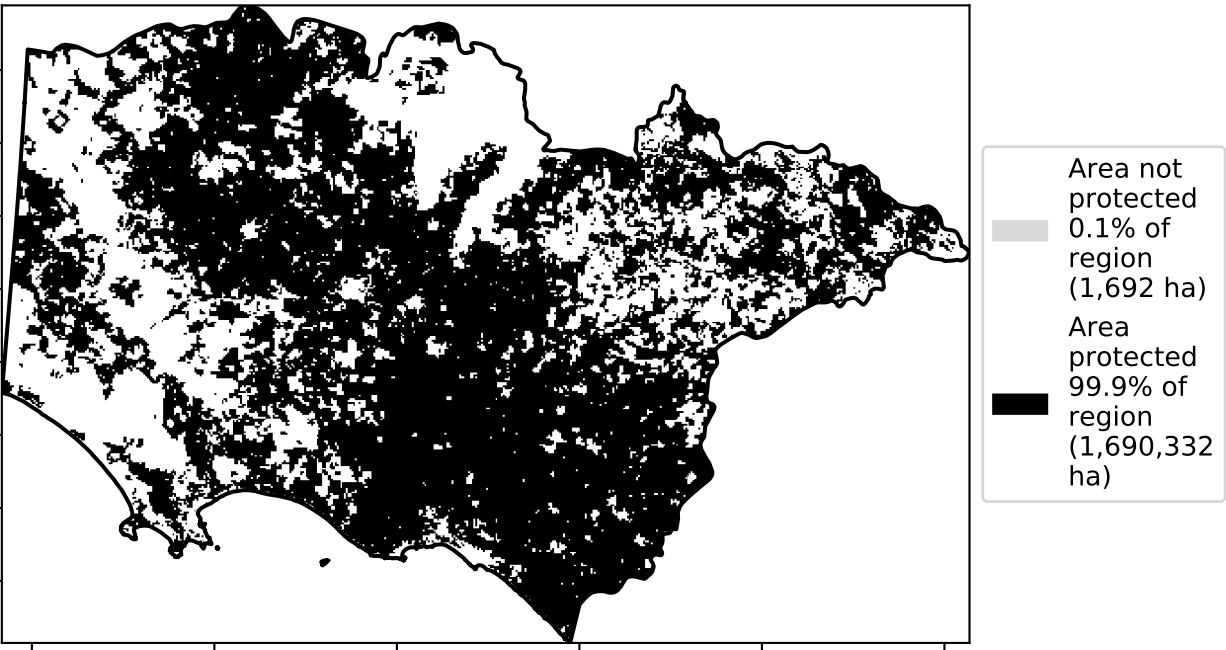 Area not
protected
0.1% of
region
(1,692 ha)
Area
protected
99.9% of
region
(1,690,332
ha)